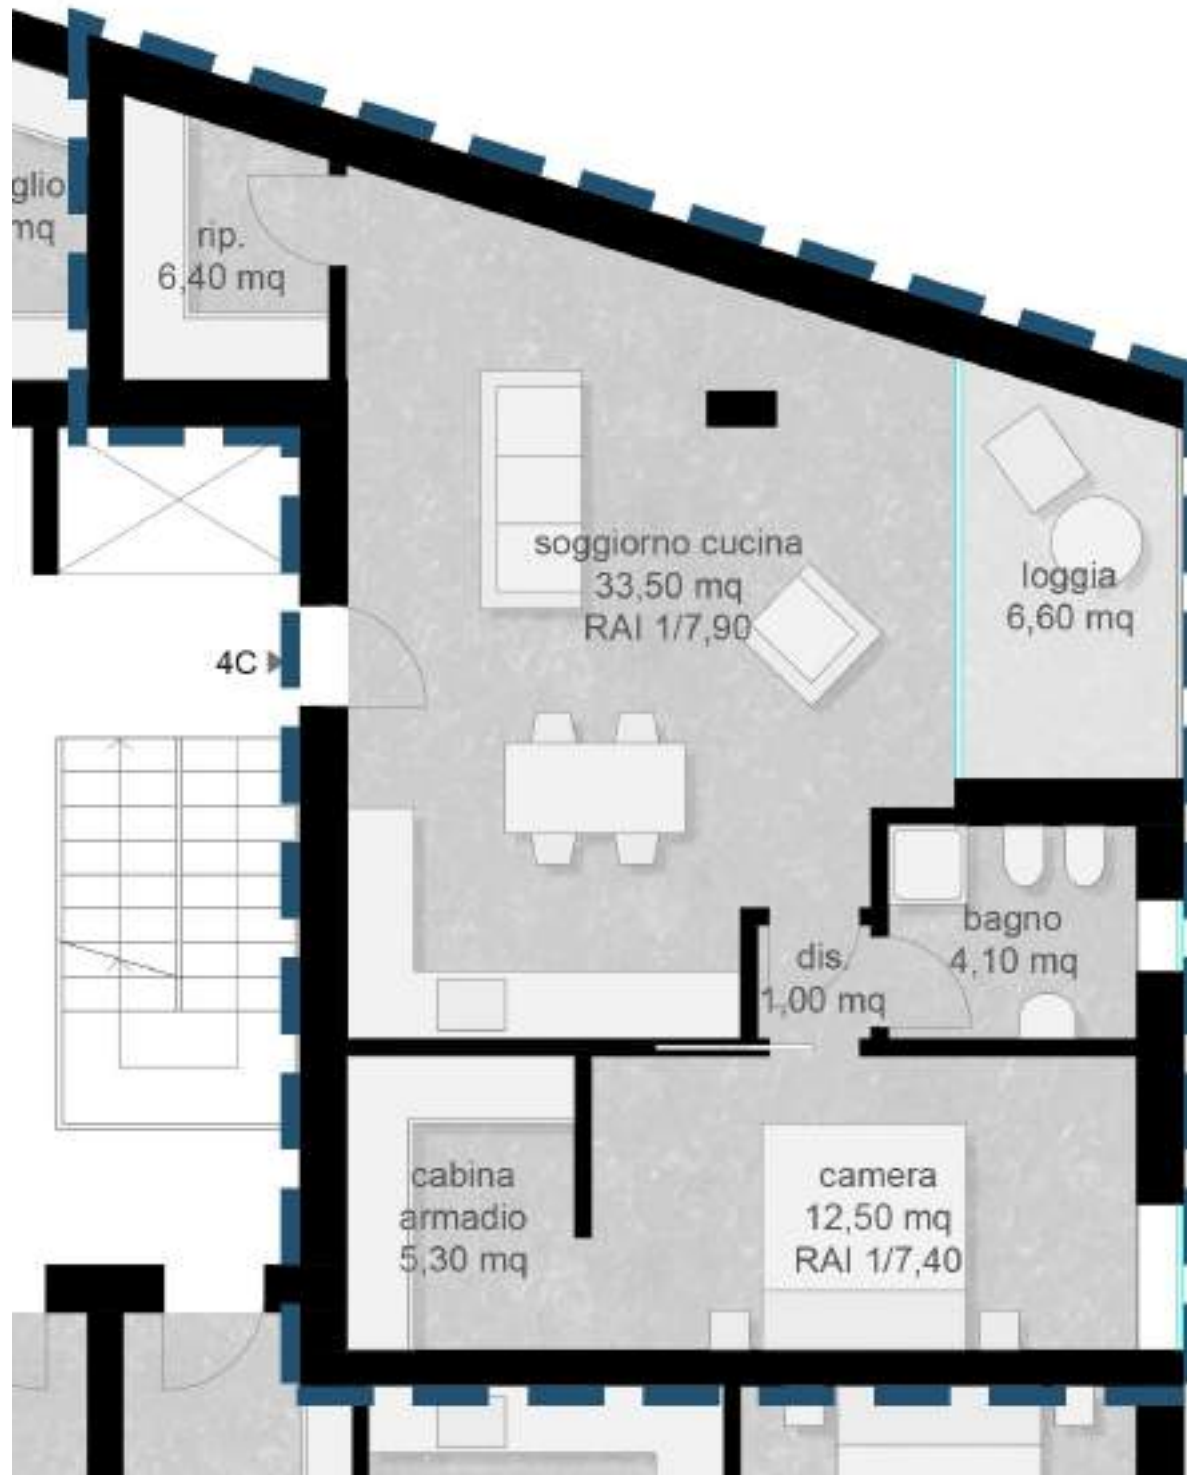 glio
mq
rip.
6,40 mq
soggiorno cucina
33,50 mq
RAI 1/7,90
loggia
6,60 mq
4C
bagno
4,10 mq
dis.
1,00 mq
cabina
armadio
5,30 mq
camera
12,50 mq
RAI 1/7,40